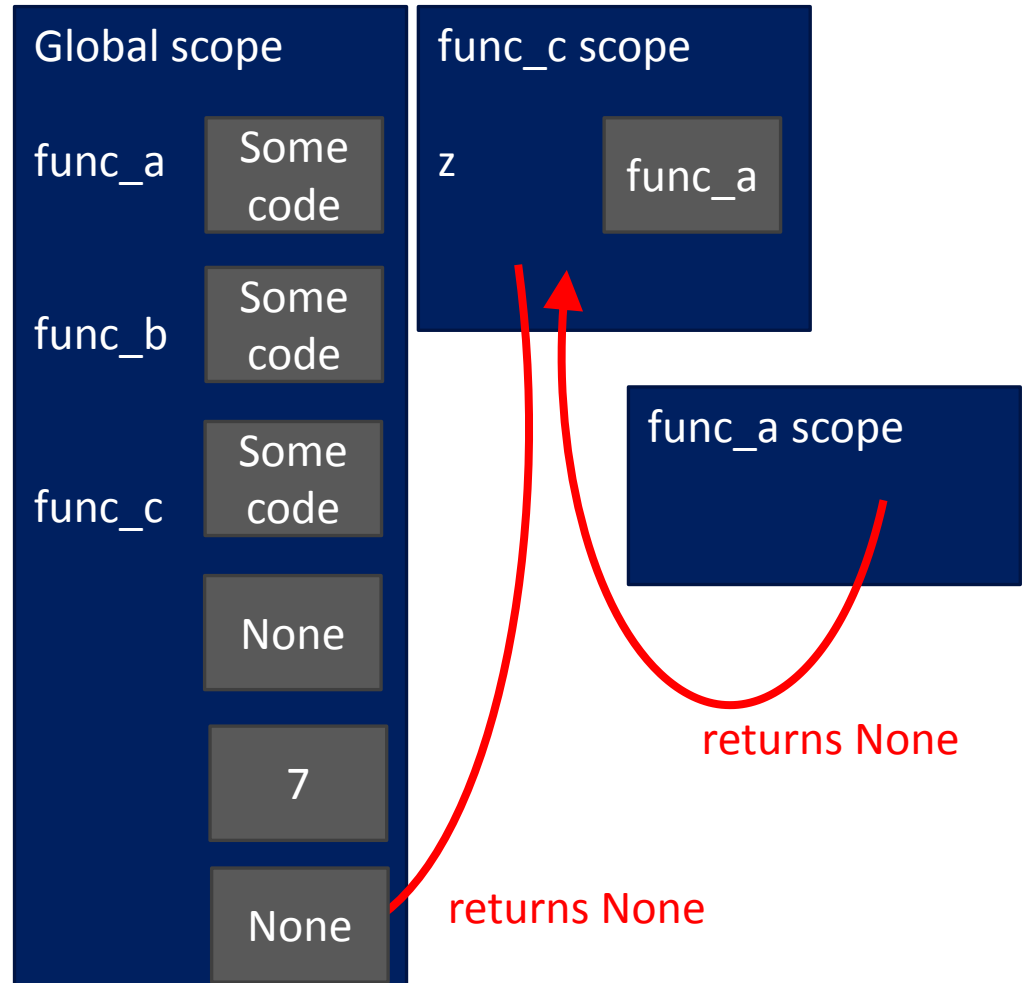 Global scope
func_a
Some
code
func_b
Some
code
func_c
Some
code
None
7
None
func_c scope
z
func_a
func_a scope
returns None
returns None